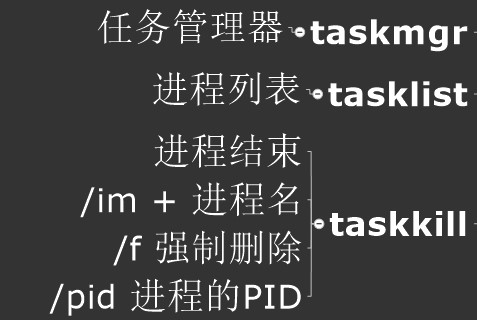 任务管理器 taskmgr
进程列表 tasklist
进程结束
/im + 进程名
taskkill
/f 强制删除
/pid 进程的PID